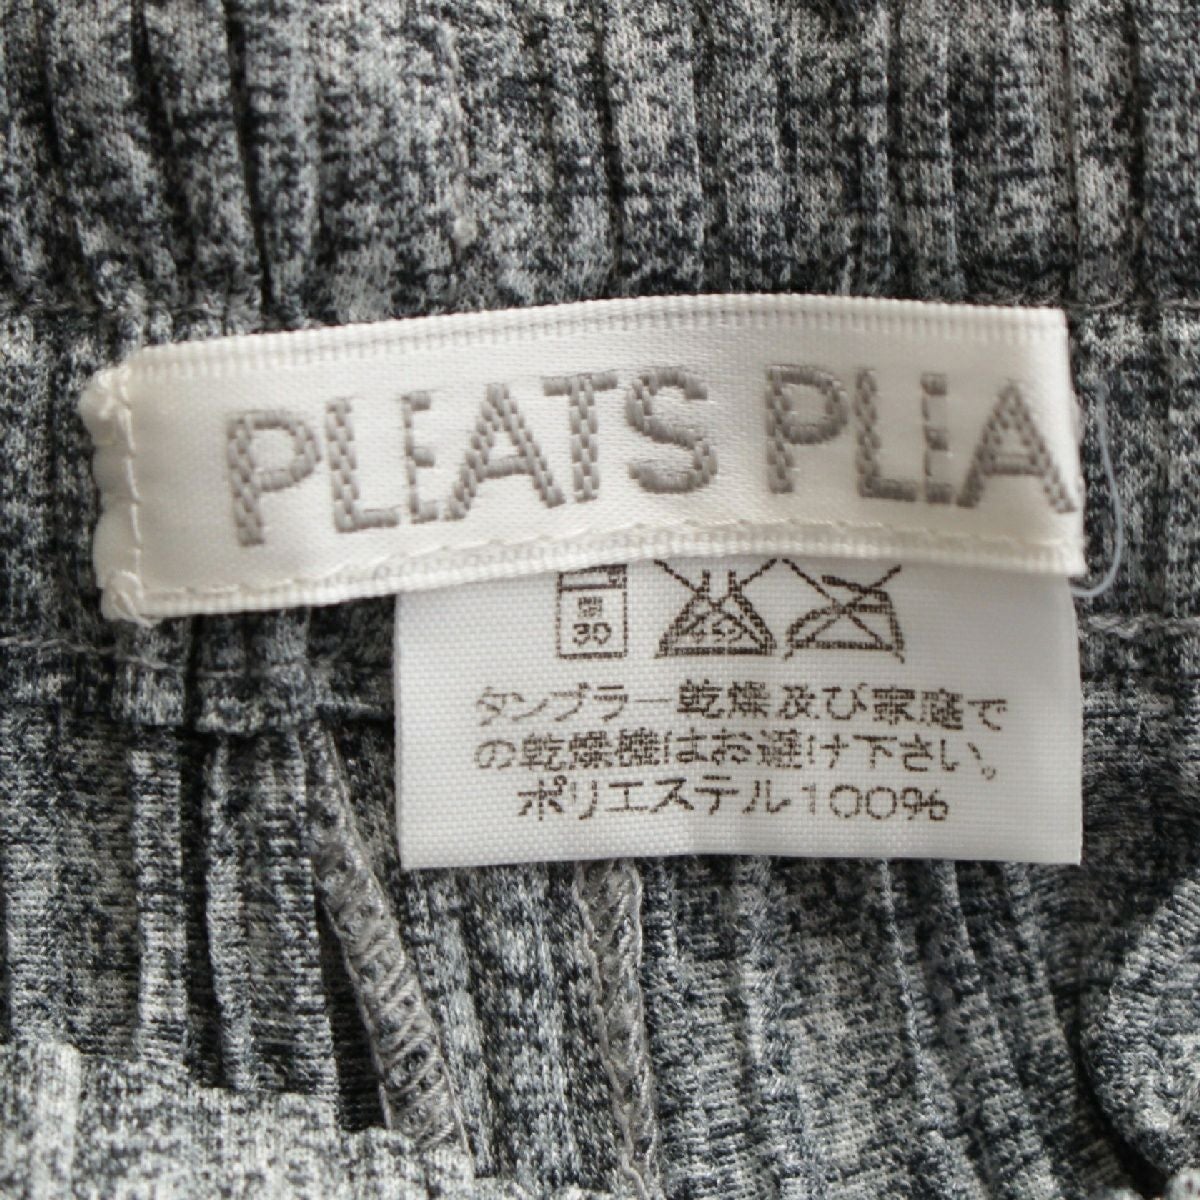 PLEATS PLEA
30
タンブラー乾燥及び家庭で
の乾燥機はお避け下さい。
ポリエステル100%